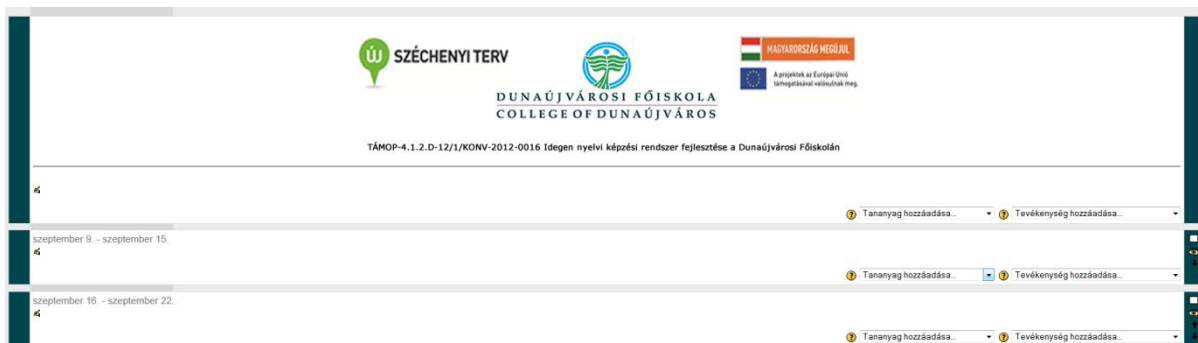 ÚJ SZÉCHENYI TERV
MAGYARORSZÁG MEGÚJUL
A projektek az Európai Unió
támogatásával valósulnak meg.
DUNAÚJVÁROSI FŐISKOLA
COLLEGE OF DUNAÚJVÁROS
TÁMOP-4.1.2.D-12/1/KONV-2012-0016 Idegen nyelvi képzési rendszer fejlesztése a Dunaújvárosi Főiskolán
? Tananyag hozzáadása... ? Tevékenység hozzáadása...
szeptember 9. - szeptember 15.
? Tananyag hozzáadása... ? Tevékenység hozzáadása...
szeptember 16. - szeptember 22.
? Tananyag hozzáadása... ? Tevékenység hozzáadása...